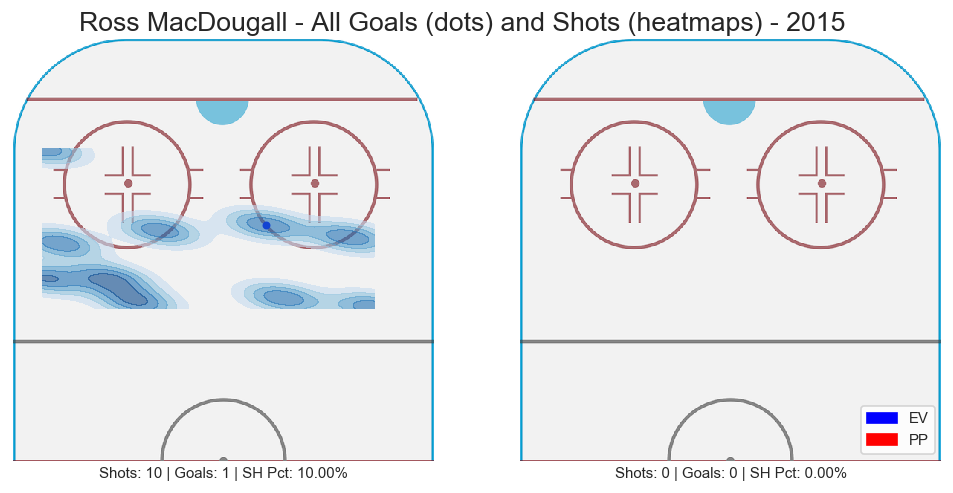 Ross MacDougall - All Goals (dots) and Shots (heatmaps) - 2015
EV
PP
Shots: 10 | Goals: 1 | SH Pct: 10.00%
Shots: 0 | Goals: 0 | SH Pct: 0.00%